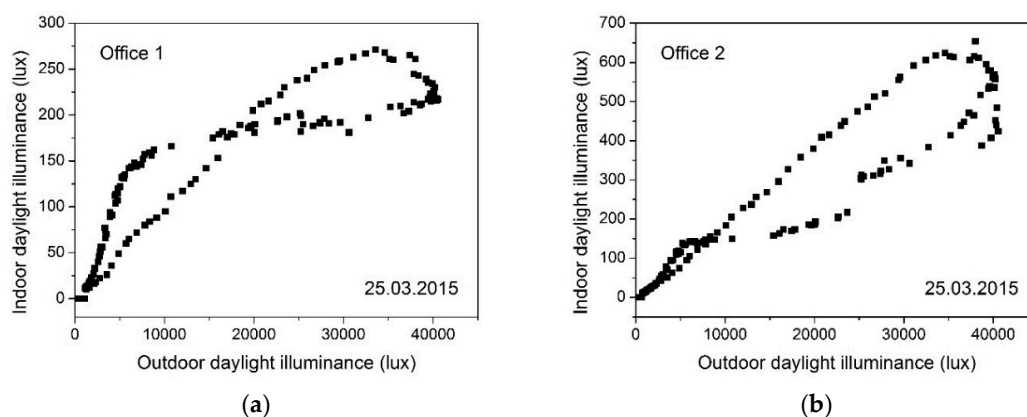 300
250
200
150
100
50
0
Indoor daylight illuminance (lux)
Office 1
25.03.2015
0 10000 20000 30000 40000
Outdoor daylight illuminance (lux)
(a)
700
600
500
400
300
200
100
0
Indoor daylight illuminance (lux)
Office 2
25.03.2015
0 10000 20000 30000 40000
Outdoor daylight illuminance (lux)
(b)